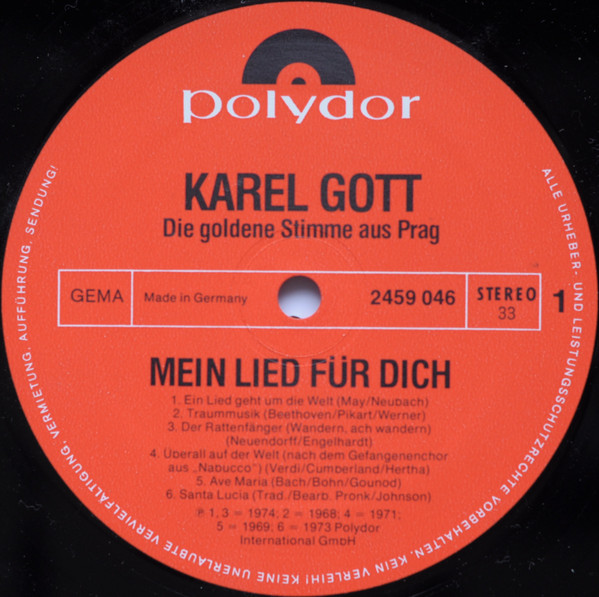 polydor
KAREL GOTT
Die goldene Stimme aus Prag
GEMA
Made in Germany
2459 046
STEREO
33
1
MEIN LIED FÜR DICH
1. Ein Lied geht um die Welt (May/Neubach)
2. Traummusik (Beethoven/Pikart/Werner)
3. Der Rattenfänger (Wandern, ach wandern)
(Neuendorff/Engelhardt)
4. Überall auf der Welt (nach dem Gefangenenchor
aus „Nabucco") (Verdi/Cumberland/Hertha)
5. Ave Maria (Bach/Bohn/Gounod)
6. Santa Lucia (Trad./Bearb. Pronk/Johnson)
℗ 1, 3 = 1974; 2 = 1968; 4 = 1971;
5 = 1969; 6 = 1973 Polydor
International GmbH
ALLE URHEBER- UND LEISTUNGSSCHUTZRECHTE VORBEHALTEN. KEIN VERLEIH! KEINE UNERLAUBTE VERVIELFÄLTIGUNG, VERMIETUNG, AUFFÜHRUNG, SENDUNG!